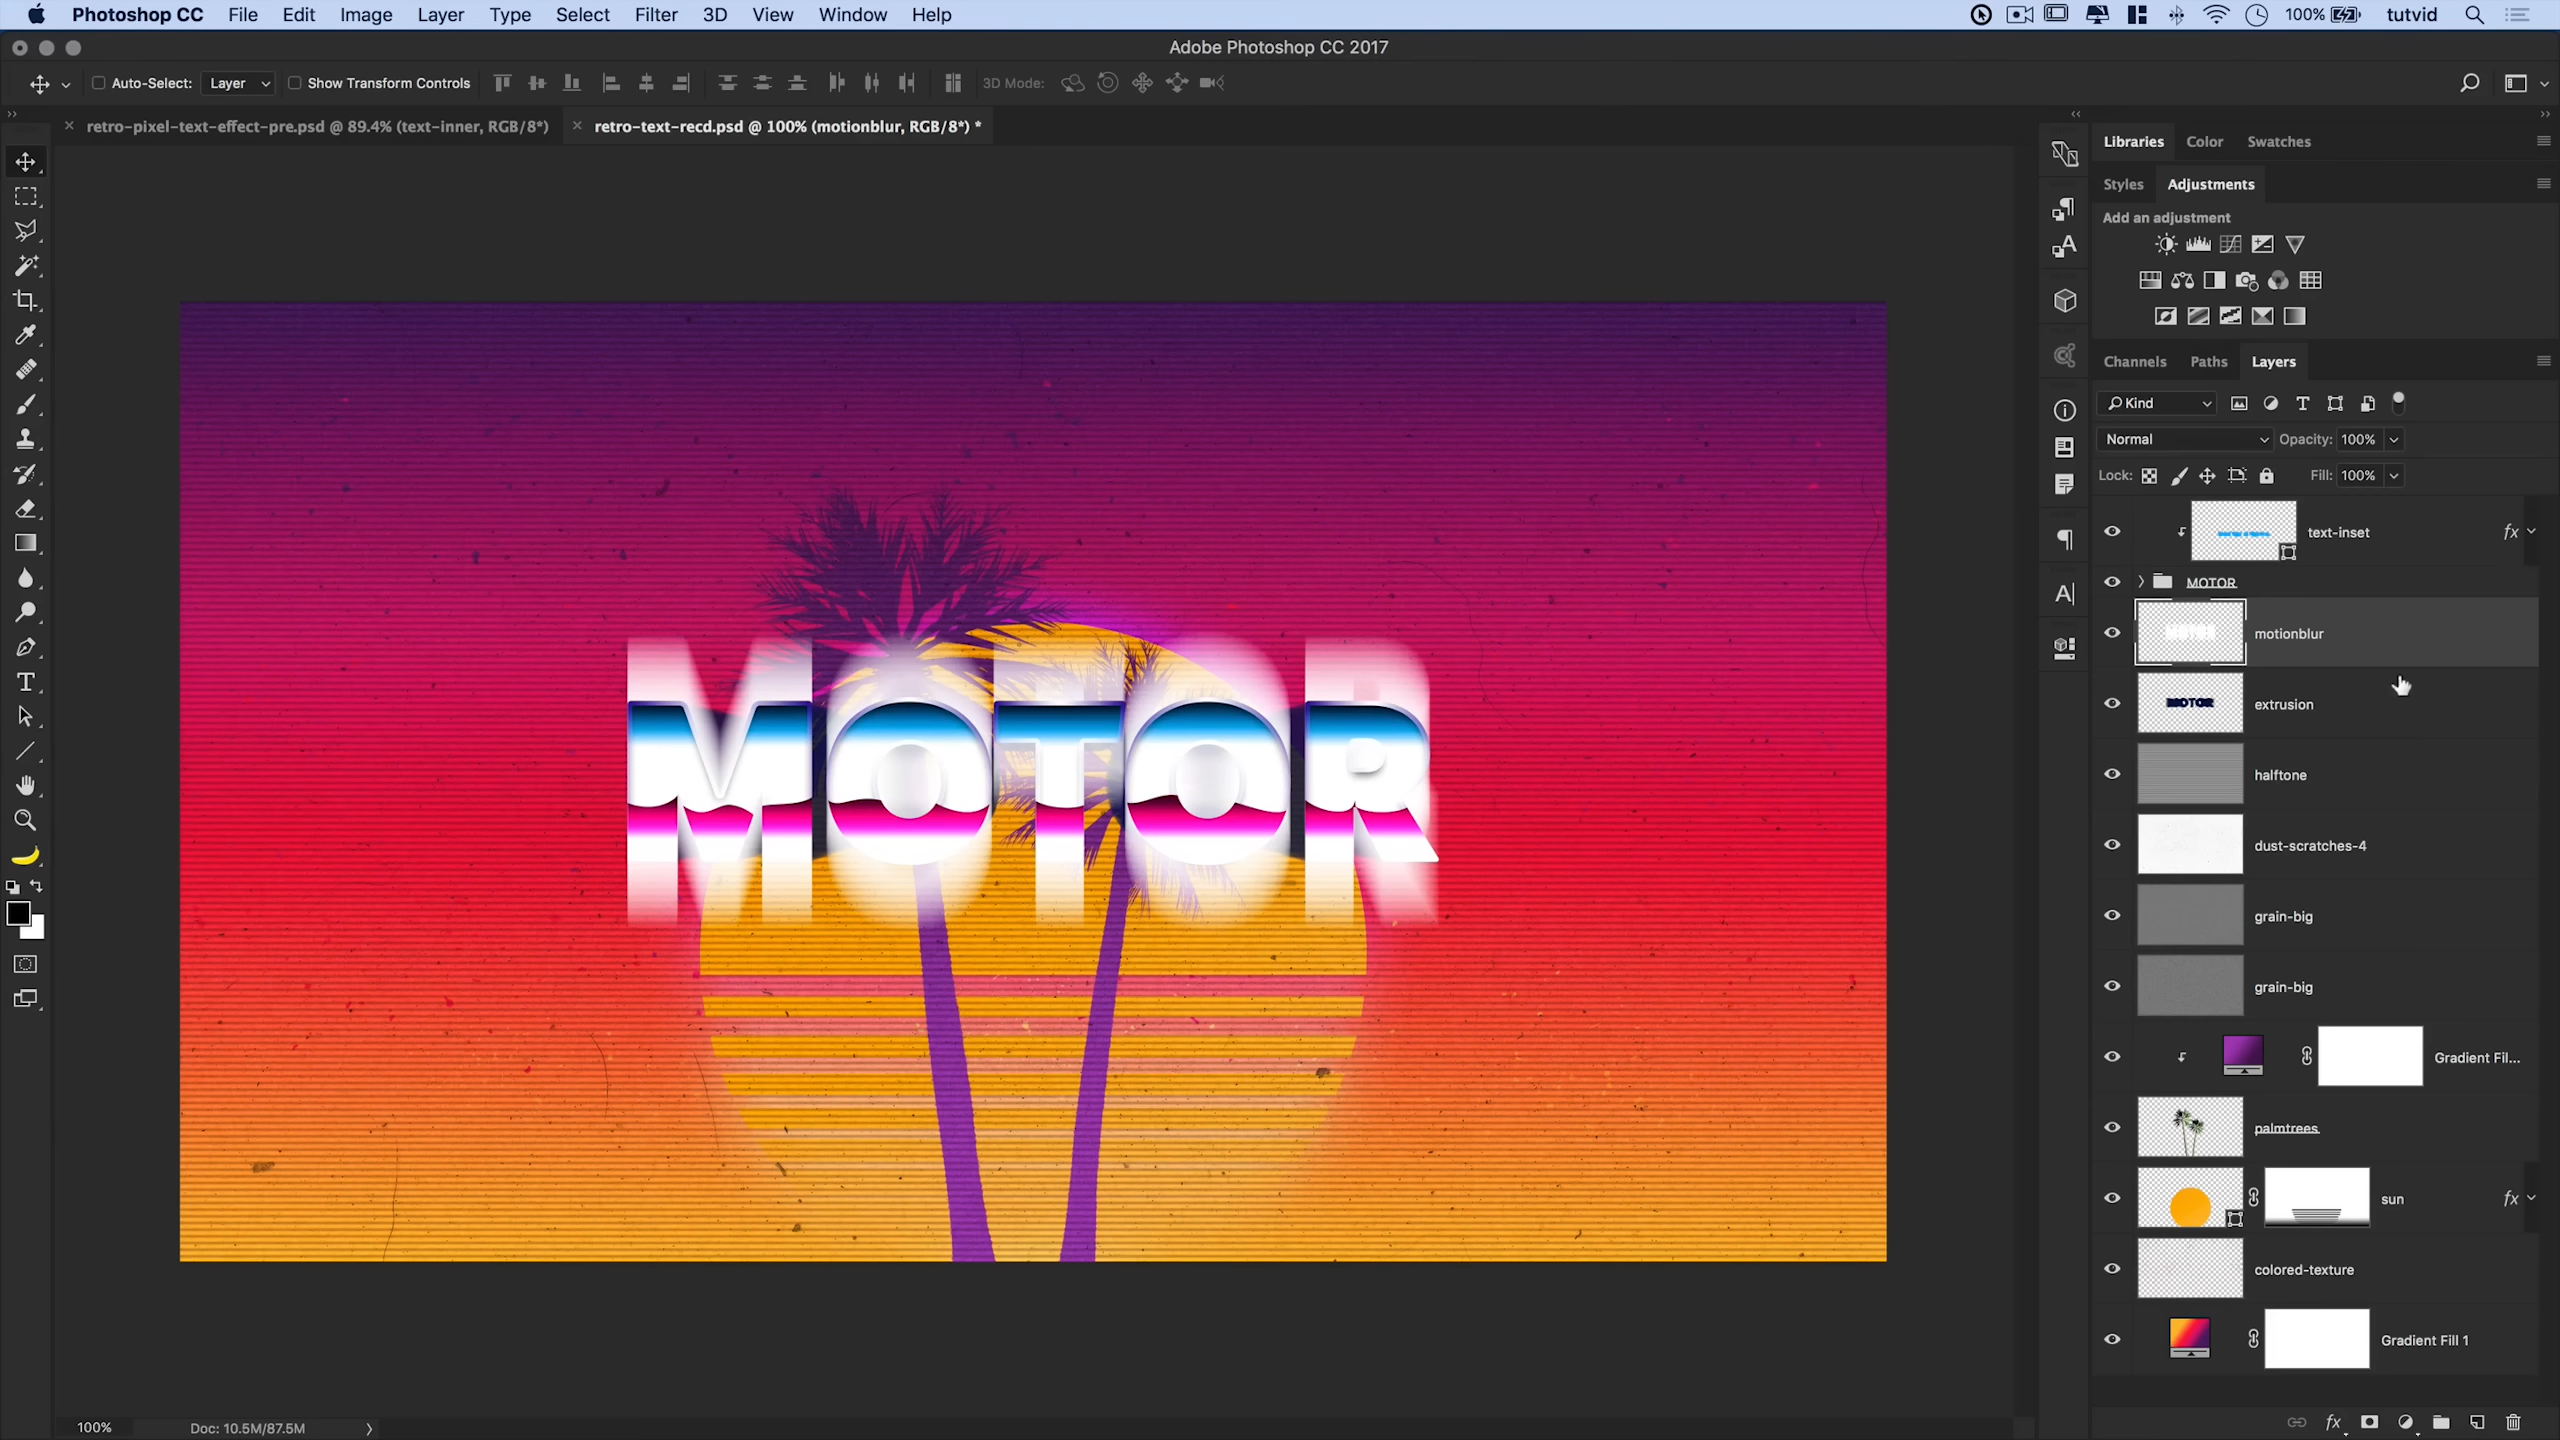 Photoshop CC File Edit Image Layer Type Select Filter 3D View Window Help 100% tutvid
Adobe Photoshop CC 2017
Auto-Select: Layer Show Transform Controls 3D Mode:
retro-pixel-text-effect-pre.psd @ 89.4% (text-inner, RGB/8*) retro-text-recd.psd @ 100% (motionblur, RGB/8*) *
Libraries Color Swatches
Styles Adjustments
Add an adjustment
Channels Paths Layers
Kind
Normal Opacity: 100%
Lock: Fill: 100%
text-inset fx
MOTOR
motionblur
extrusion
halftone
dust-scratches-4
grain-big
grain-big
Gradient Fil...
palmtrees
sun fx
colored-texture
Gradient Fill 1
MOTOR
100% Doc: 10.5M/87.5M
fx